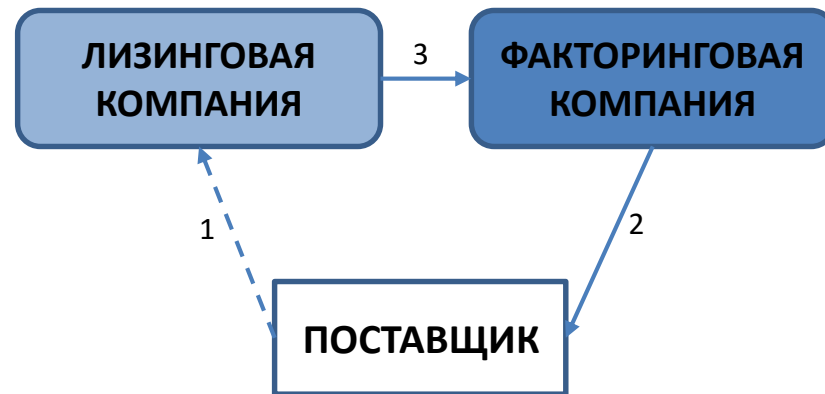 ЛИЗИНГОВАЯ
КОМПАНИЯ
3
ФАКТОРИНГОВАЯ
КОМПАНИЯ
1
2
ПОСТАВЩИК